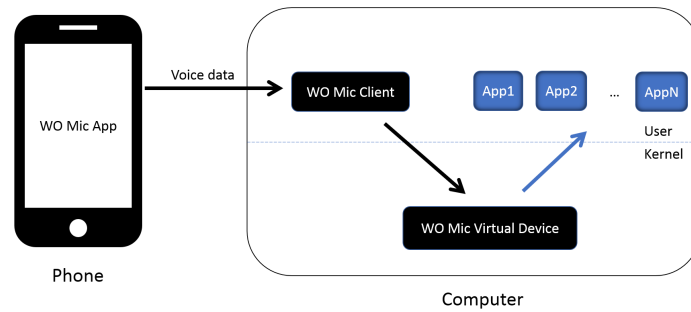 Voice data
WO Mic App
WO Mic Client
App1
App2
...
AppN
User
Kernel
WO Mic Virtual Device
Phone
Computer